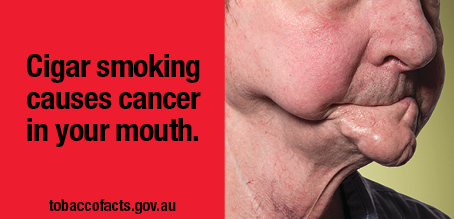 Cigar smoking
causes cancer
in your mouth.
tobaccofacts.gov.au